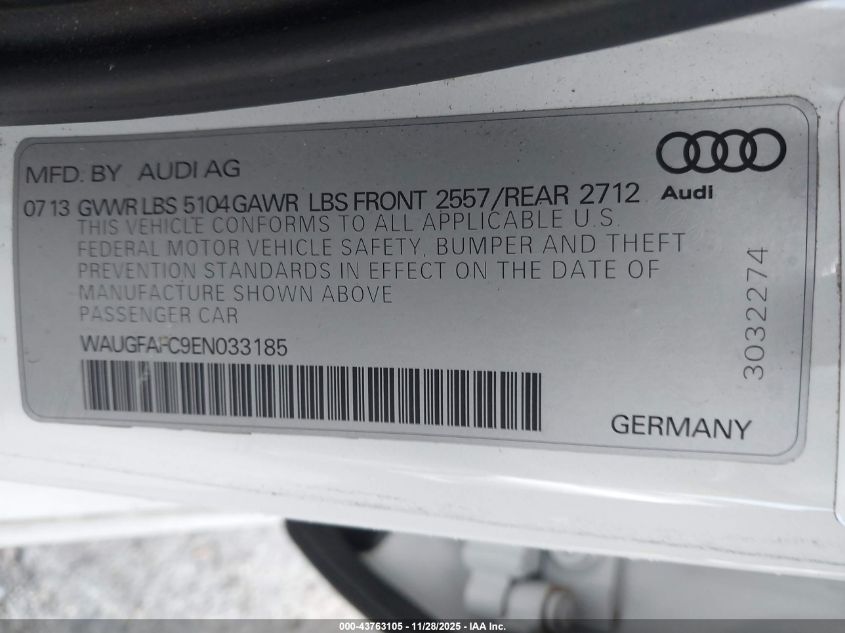 MFD. BY AUDI AG
Audi
07 13 GVWR LBS 5104 GAWR LBS FRONT 2557/REAR 2712
THIS VEHICLE CONFORMS TO ALL APPLICABLE U.S.
FEDERAL MOTOR VEHICLE SAFETY, BUMPER AND THEFT
PREVENTION STANDARDS IN EFFECT ON THE DATE OF
MANUFACTURE SHOWN ABOVE
PASSENGER CAR
WAUGFAFC9EN033185
3032274
GERMANY
000-43763105 - 11/28/2025 - IAA Inc.